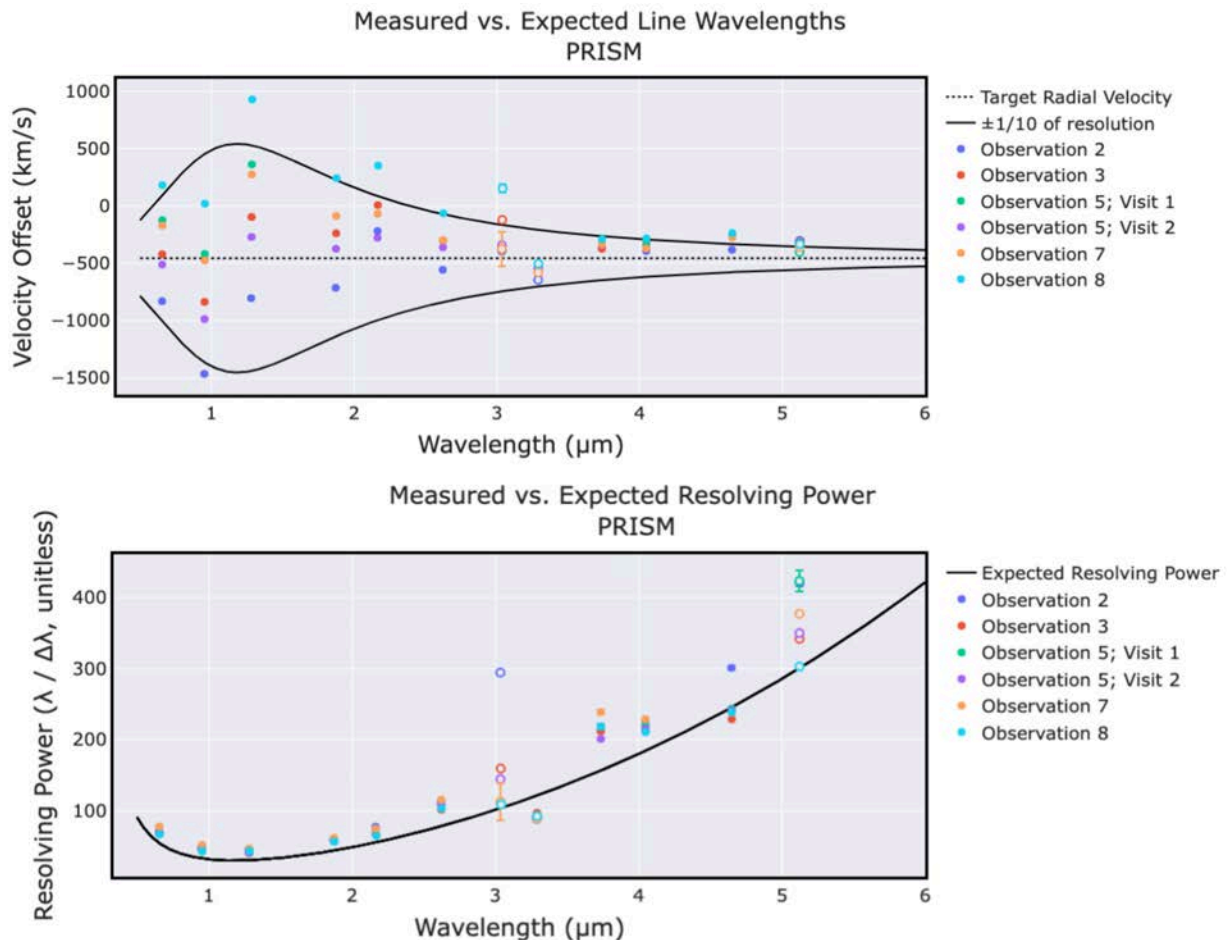 Measured vs. Expected Line Wavelengths
PRISM
Velocity Offset (km/s)
1000
500
0
−500
−1000
−1500
1 2 3 4 5 6
Wavelength (μm)
Target Radial Velocity
±1/10 of resolution
Observation 2
Observation 3
Observation 5; Visit 1
Observation 5; Visit 2
Observation 7
Observation 8
Measured vs. Expected Resolving Power
PRISM
Resolving Power (λ / Δλ, unitless)
400
300
200
100
1 2 3 4 5 6
Wavelength (μm)
Expected Resolving Power
Observation 2
Observation 3
Observation 5; Visit 1
Observation 5; Visit 2
Observation 7
Observation 8